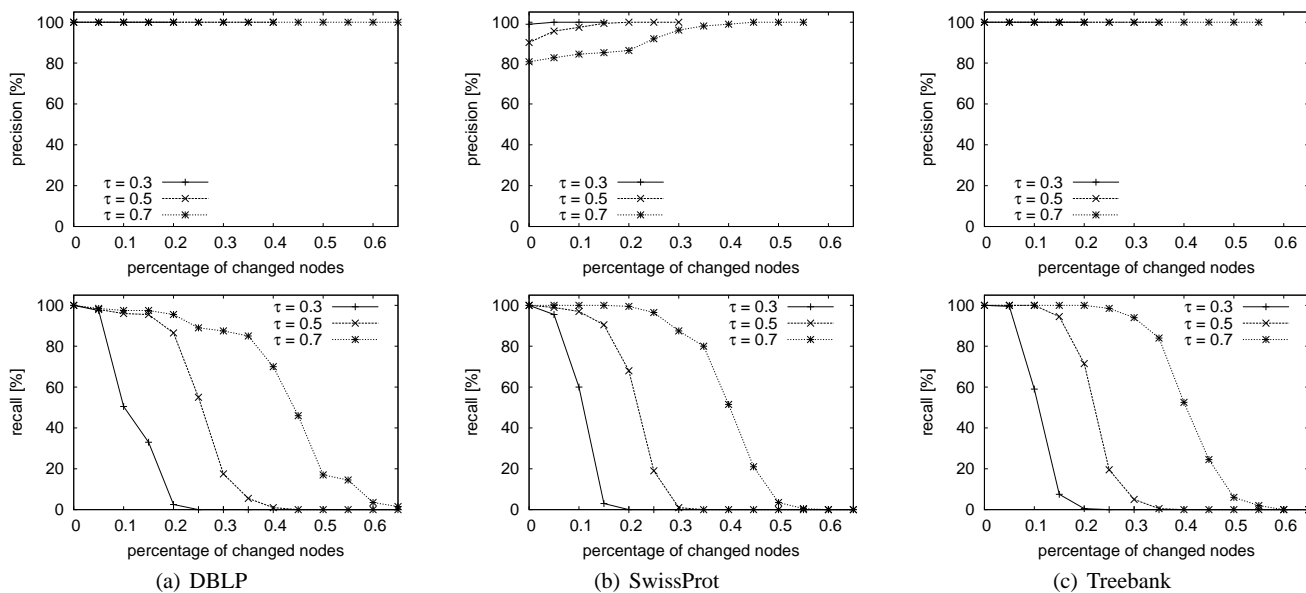 100
80
60
40
20
0
precision [%]
τ = 0.3
τ = 0.5
τ = 0.7
0 0.1 0.2 0.3 0.4 0.5 0.6
percentage of changed nodes
100
80
60
40
20
0
precision [%]
τ = 0.3
τ = 0.5
τ = 0.7
0 0.1 0.2 0.3 0.4 0.5 0.6
percentage of changed nodes
100
80
60
40
20
0
precision [%]
τ = 0.3
τ = 0.5
τ = 0.7
0 0.1 0.2 0.3 0.4 0.5 0.6
percentage of changed nodes
100
80
60
40
20
0
recall [%]
τ = 0.3
τ = 0.5
τ = 0.7
0 0.1 0.2 0.3 0.4 0.5 0.6
percentage of changed nodes
100
80
60
40
20
0
recall [%]
τ = 0.3
τ = 0.5
τ = 0.7
0 0.1 0.2 0.3 0.4 0.5 0.6
percentage of changed nodes
100
80
60
40
20
0
recall [%]
τ = 0.3
τ = 0.5
τ = 0.7
0 0.1 0.2 0.3 0.4 0.5 0.6
percentage of changed nodes
(a) DBLP
(b) SwissProt
(c) Treebank